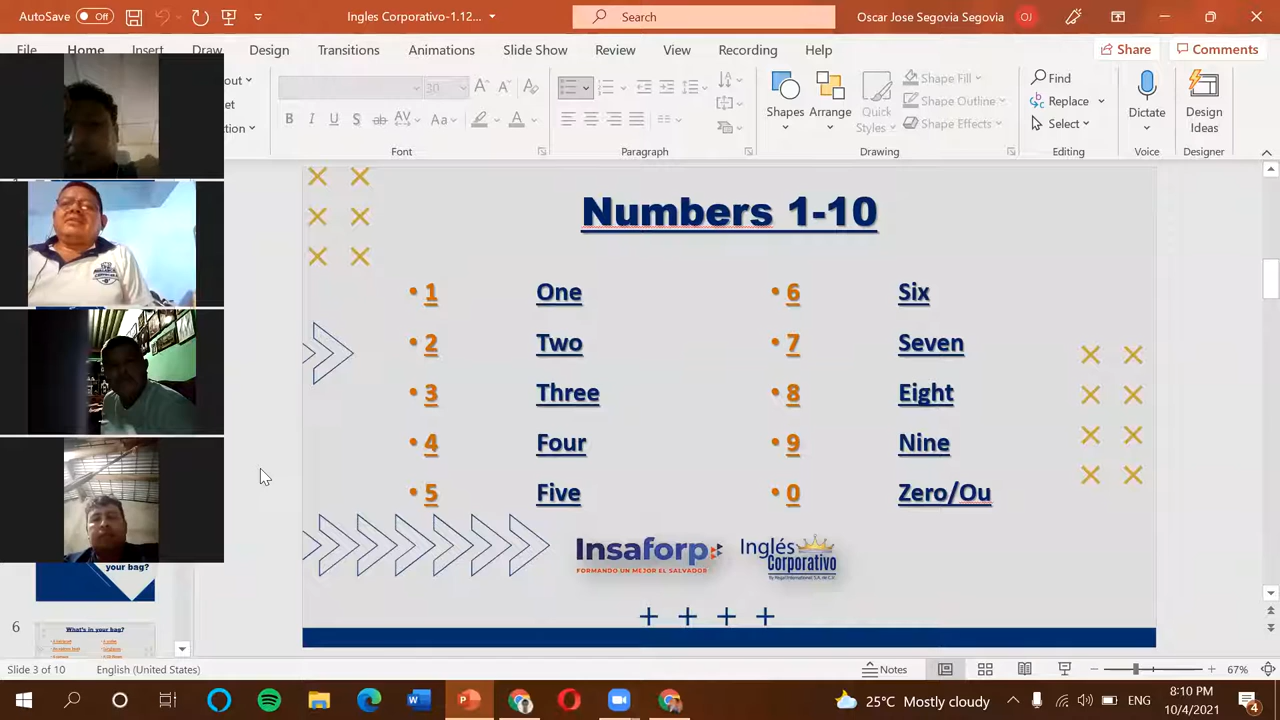 AutoSave Off Ingles Corporativo-1.12... Search Oscar Jose Segovia Segovia OJ
File Home Insert Draw Design Transitions Animations Slide Show Review View Recording Help Share Comments
Shapes Arrange Quick Styles Shape Fill Shape Outline Shape Effects Find Replace Select Dictate Design Ideas
Font Paragraph Drawing Editing Voice Designer
Numbers 1-10
1 One
2 Two
3 Three
4 Four
5 Five
6 Six
7 Seven
8 Eight
9 Nine
0 Zero/Ou
Insaforp
FORMANDO UN MEJOR EL SALVADOR
Inglés
Corporativo
your bag?
6 What's in your bag?
Slide 3 of 10 English (United States) Notes 67%
25°C Mostly cloudy ENG 8:10 PM
10/4/2021 4